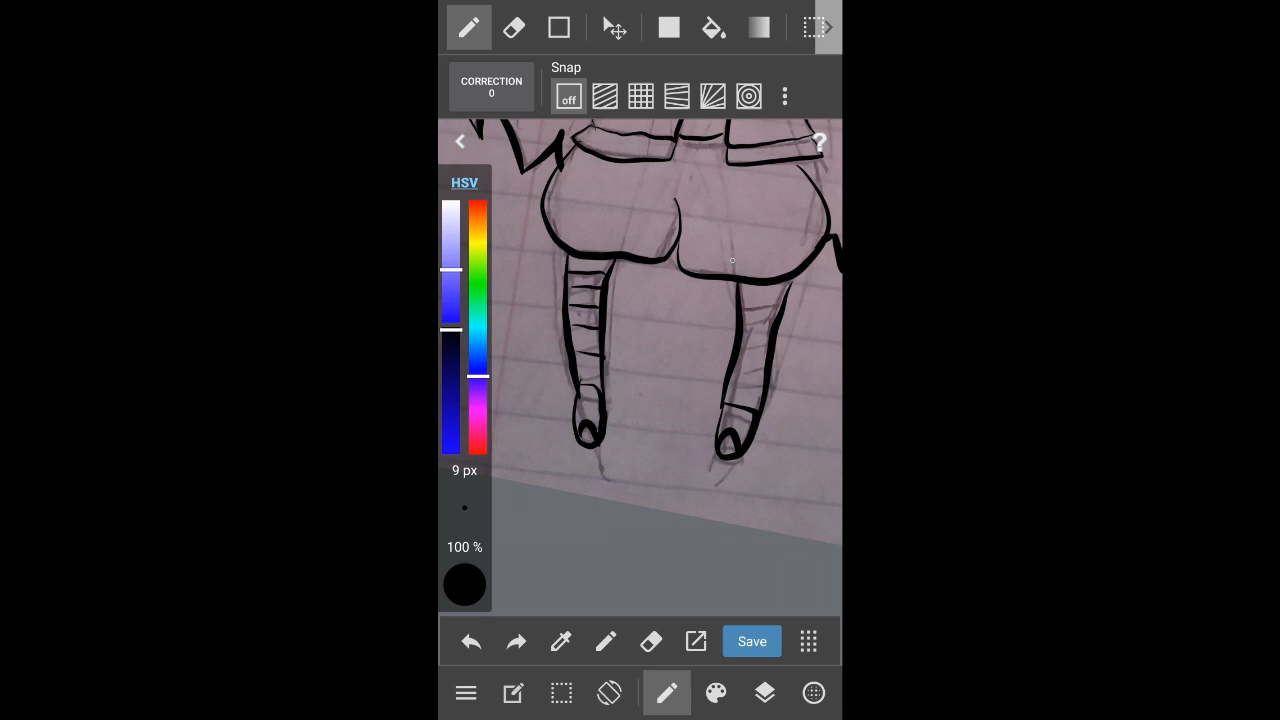 CORRECTION
0
Snap
off
?
HSV
9 px
100 %
Save